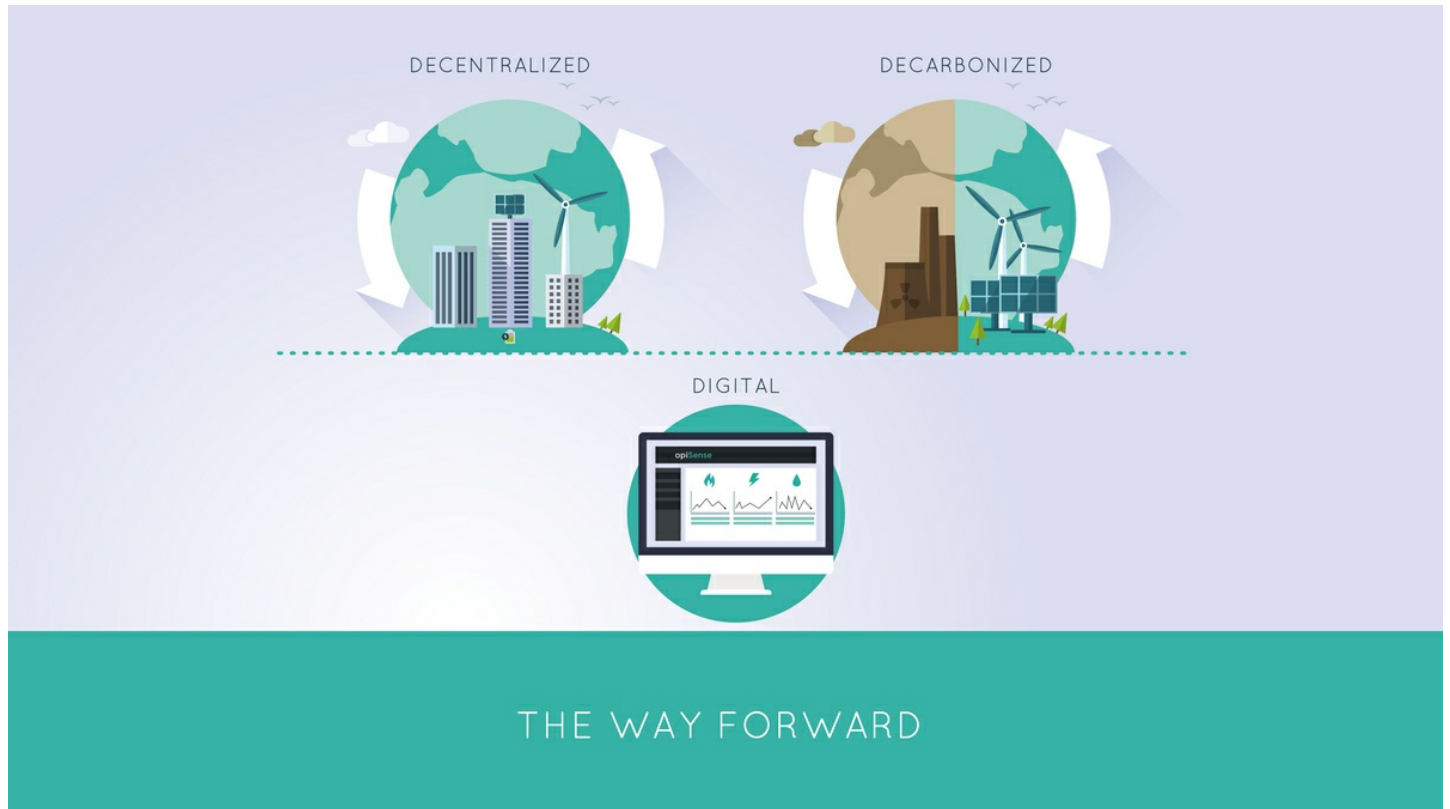 DECENTRALIZED
DECARBONIZED
DIGITAL
opiSense
THE WAY FORWARD